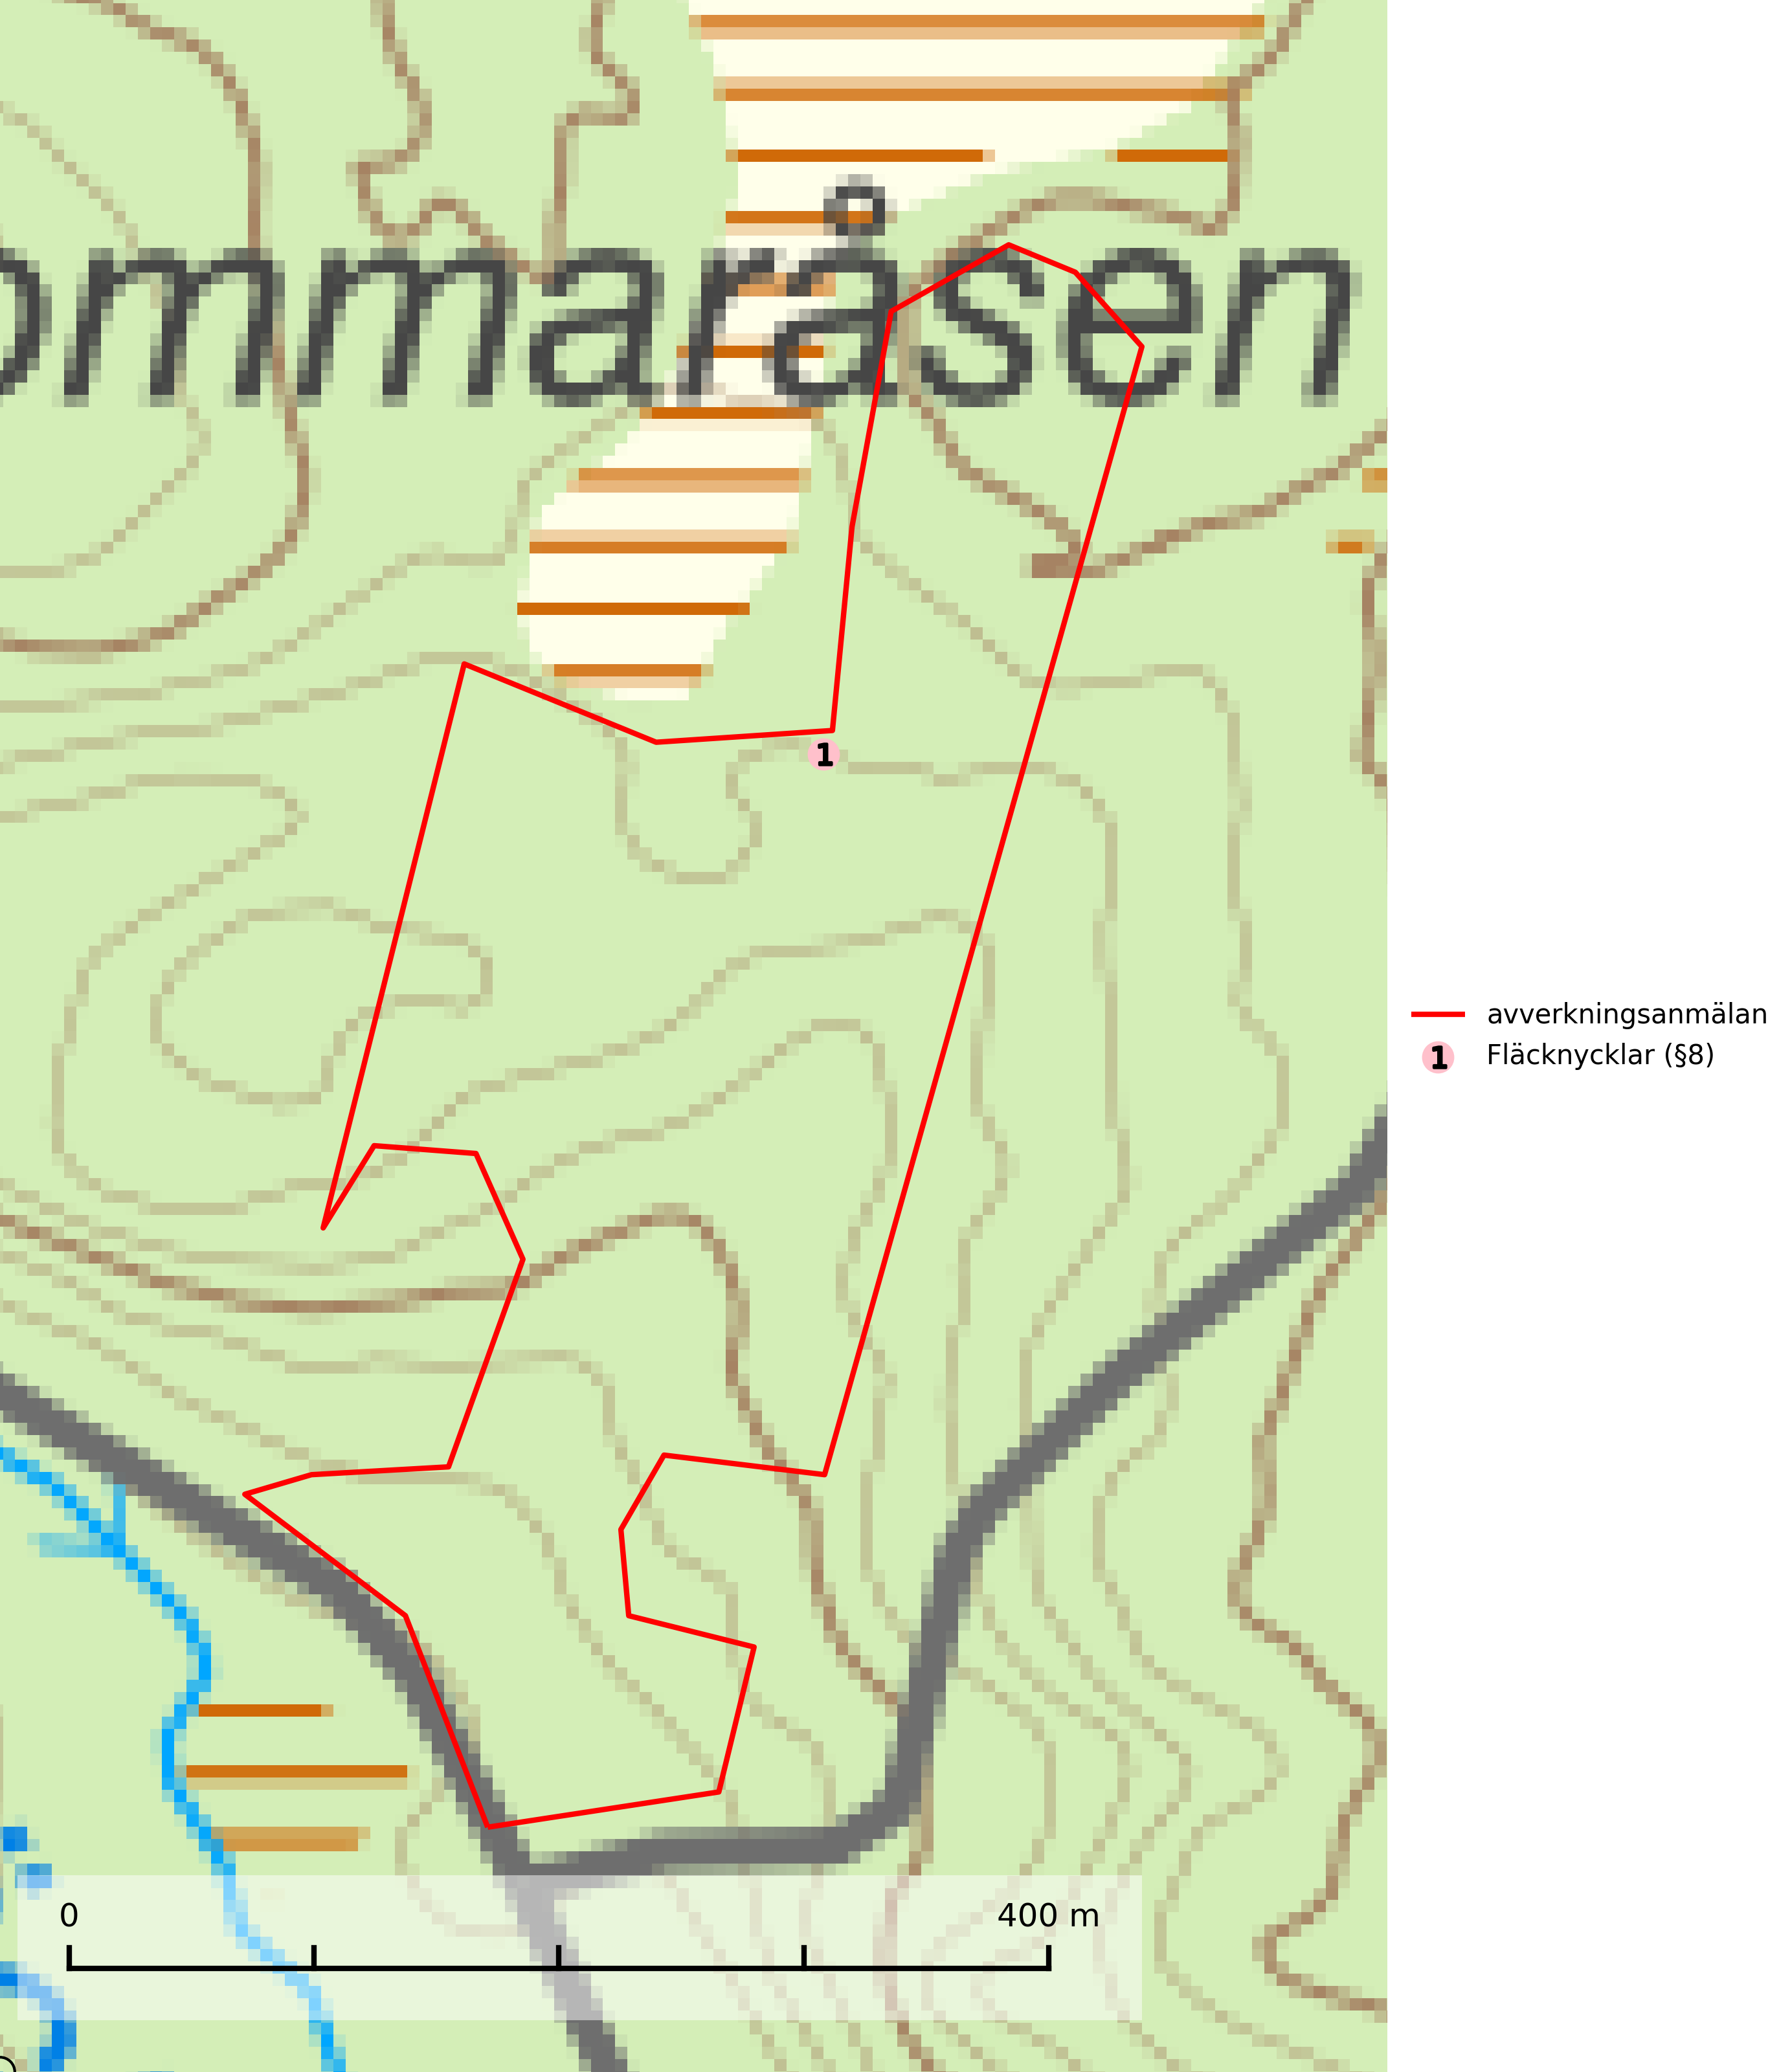 ommaråsen
1
avverkningsanmälan
1 Fläcknycklar (§8)
0 400 m